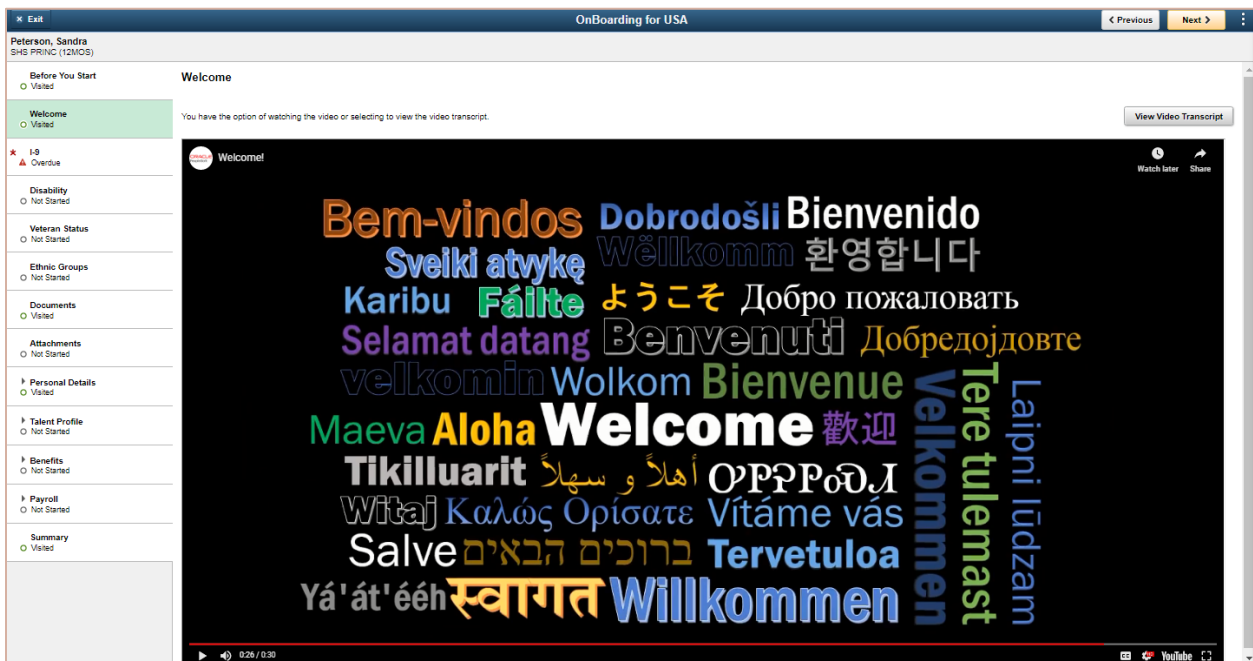 × Exit
OnBoarding for USA
Previous
Next
Peterson, Sandra
SHS PRINC (12MOS)
Before You Start
Visited
Welcome
Visited
* I-9
Overdue
Disability
Not Started
Veteran Status
Not Started
Ethnic Groups
Not Started
Documents
Visited
Attachments
Not Started
Personal Details
Visited
Talent Profile
Not Started
Benefits
Not Started
Payroll
Not Started
Summary
Visited
Welcome
You have the option of watching the video or selecting to view the video transcript.
View Video Transcript
Welcome!
Watch later
Share
Bem-vindos Dobrodošli Bienvenido
Sveiki atvykę Wëllkomm 환영합니다
Karibu Fáilte ようこそ Добро пожаловать
Selamat datang Benvenuti Добредојдовте
velkomin Wolkom Bienvenue
Maeva Aloha Welcome 歡迎
Tikilluarit أهلاً و سهلاً ᎤᏢᎮᎵᏍᏗ
Witaj Καλώς Ορίσατε Vítáme vás
Salve ברוכים הבאים Tervetuloa
Yá'át'ééh स्वागत Willkommen
Velkommen
Tere tulemast
Laipni lūdzam
0:26 / 0:30
CC
YouTube